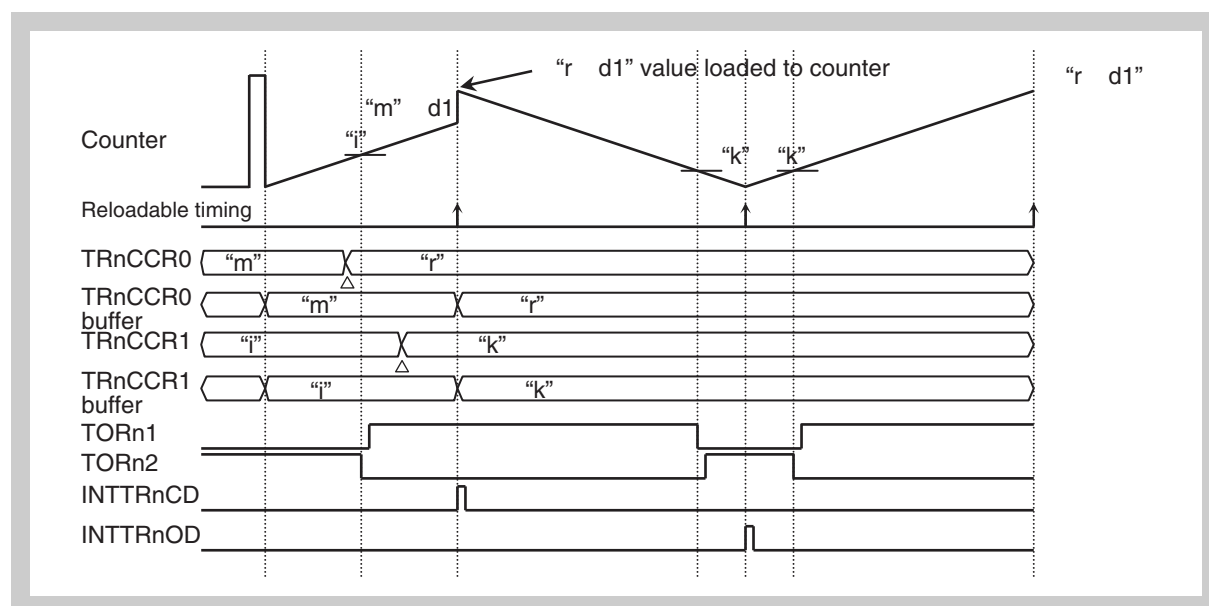 “r d1” value loaded to counter
“r d1”
“m” d1
“i”
Counter
“k” “k”
Reloadable timing
TRnCCR0
“m” “r”
TRnCCR0
buffer
“m” “r”
TRnCCR1
“i” “k”
TRnCCR1
buffer
“i” “k”
TORn1
TORn2
INTTRnCD
INTTRnOD